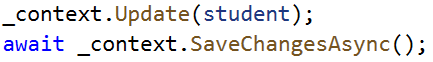 _context.Update(student);
await _context.SaveChangesAsync();